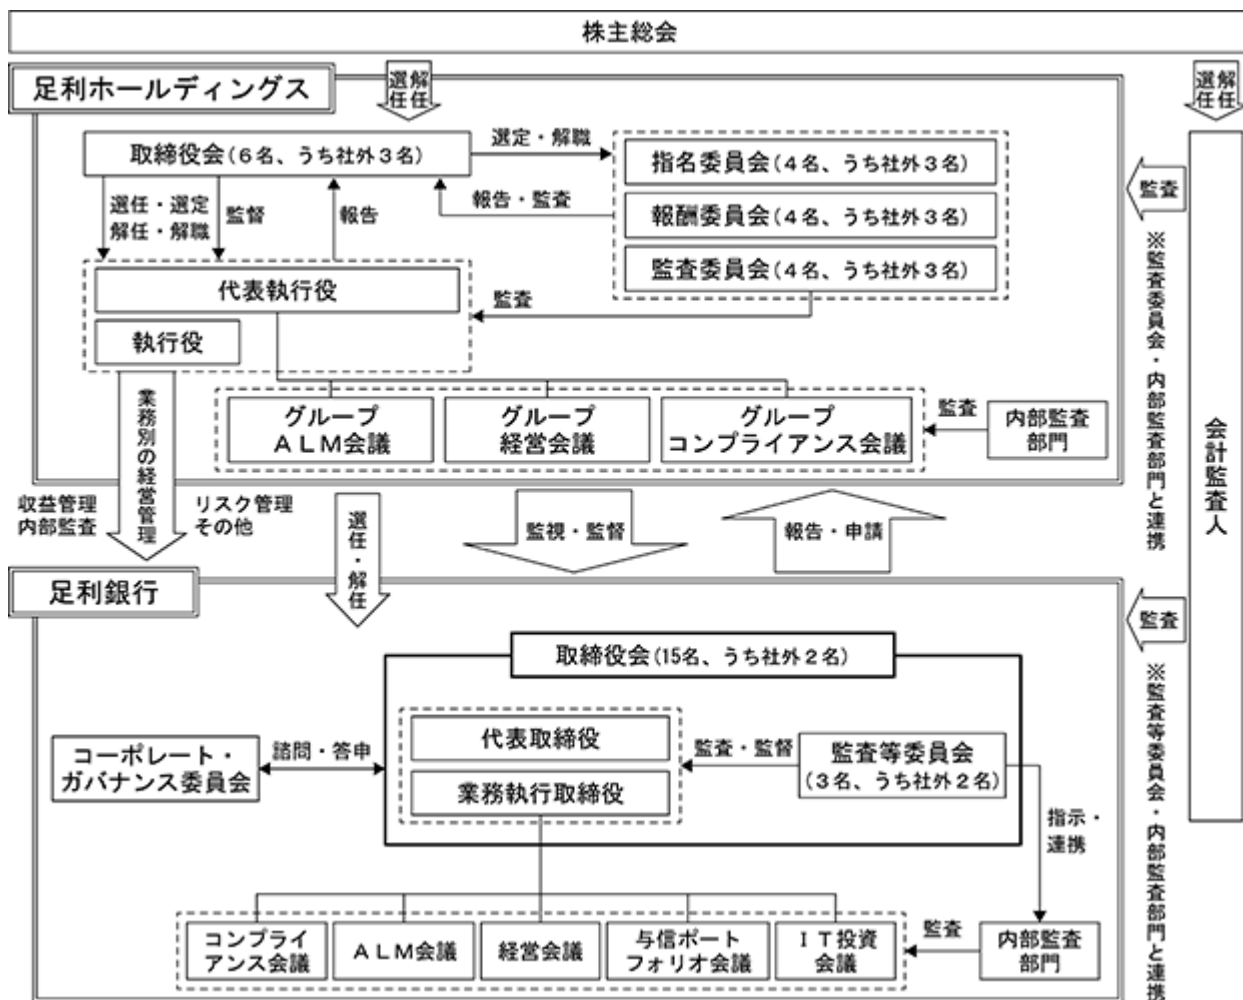 株主総会
足利ホールディングス
選任
解任
選任
解任
取締役会(6名、うち社外3名)
選定・解職
指名委員会(4名、うち社外3名)
監査
選任・選定
解任・解職
監督
報告
報告・監査
報酬委員会(4名、うち社外3名)
監査委員会(4名、うち社外3名)
代表執行役
監査
執行役
※監査委員会・内部監査部門と連携
業務別の経営管理
グループ
ALM会議
グループ
経営会議
グループ
コンプライアンス会議
監査
内部監査
部門
会計監査人
収益管理
内部監査
リスク管理
その他
選任・解任
監視・監督
報告・申請
足利銀行
監査
取締役会(15名、うち社外2名)
※監査等委員会・内部監査部門と連携
コーポレート・
ガバナンス委員会
諮問・答申
代表取締役
業務執行取締役
監査・監督
監査等委員会
(3名、うち社外2名)
指示・
連携
コンプライ
アンス会議
ALM会議
経営会議
与信ポート
フォリオ会議
IT投資
会議
監査
内部監査
部門